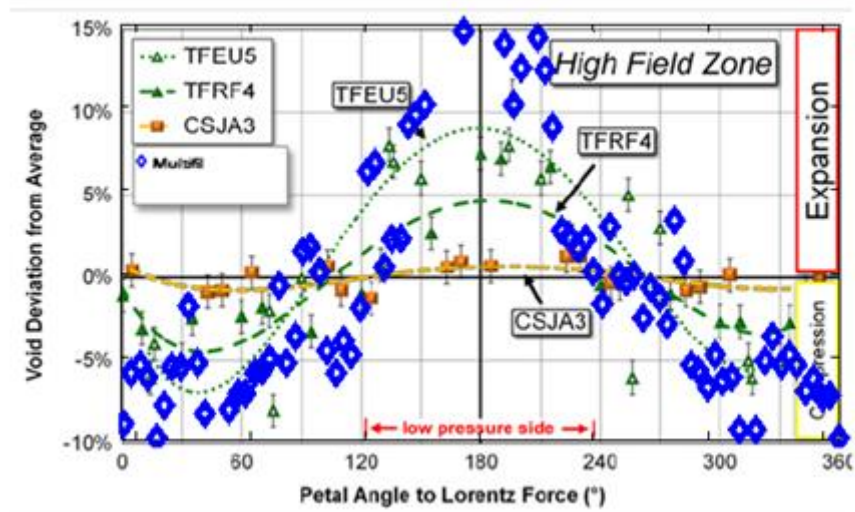 15%
10%
5%
0%
-5%
-10%
Void Deviation from Average
TFEU5
TFRF4
CSJA3
Multifil
TFEU5
High Field Zone
TFRF4
CSJA3
Expansion
low pressure side
0 60 120 180 240 300 360
Petal Angle to Lorentz Force (°)